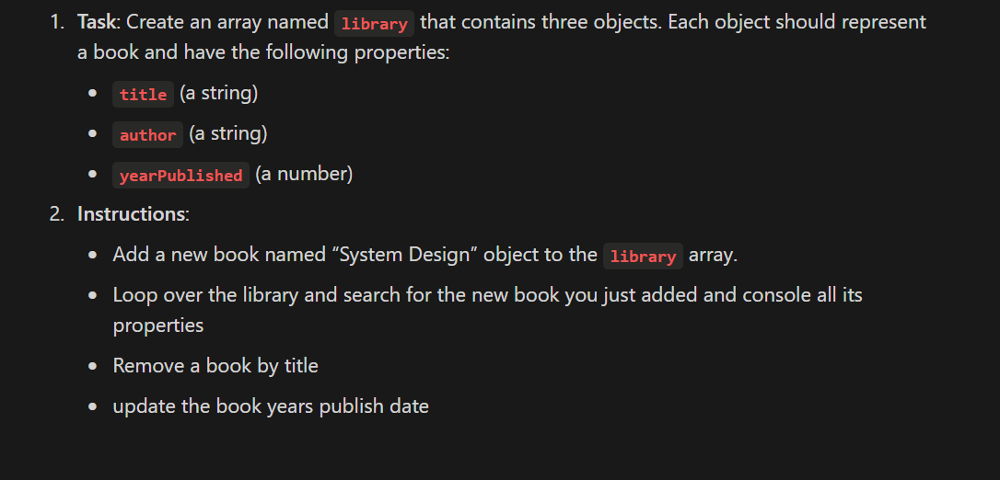 1. Task: Create an array named library that contains three objects. Each object should represent
a book and have the following properties:
• title (a string)
• author (a string)
• yearPublished (a number)
2. Instructions:
• Add a new book named “System Design” object to the library array.
• Loop over the library and search for the new book you just added and console all its
properties
• Remove a book by title
• update the book years publish date